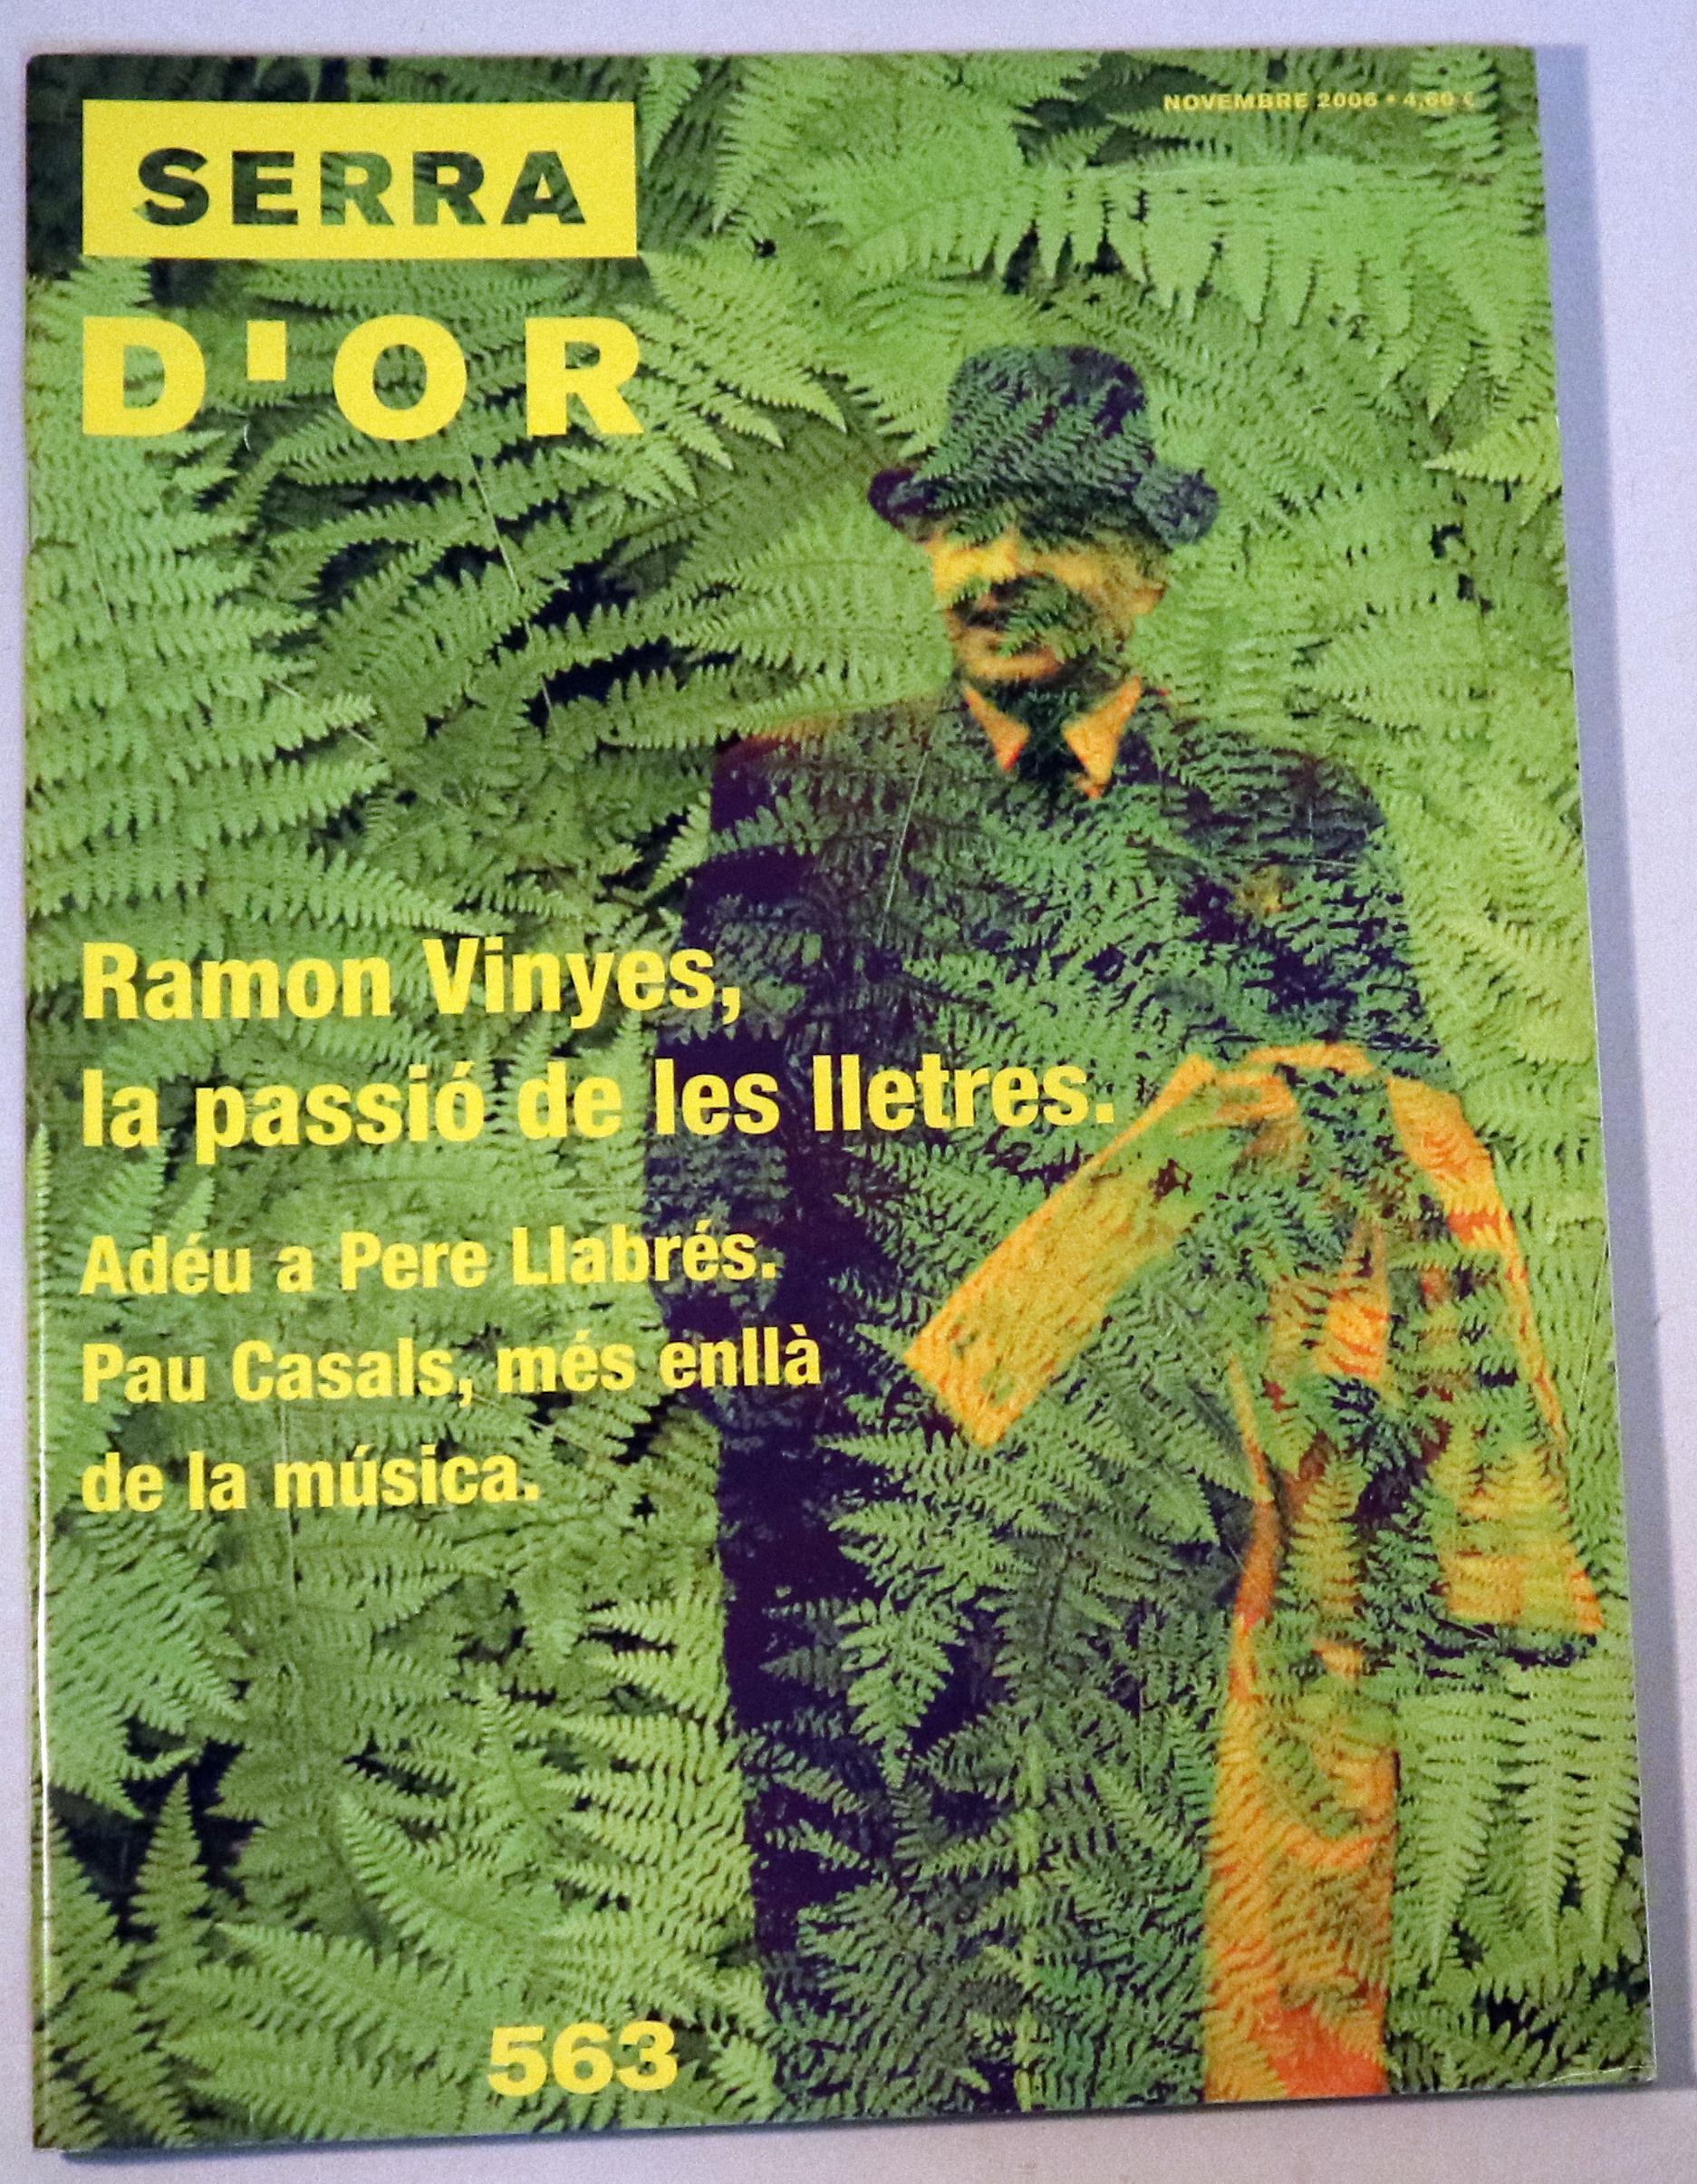 NOVEMBRE 2006 • 4,60 €
SERRA
D'OR
Ramon Vinyes,
la passió de les lletres.
Adéu a Pere Llabrés.
Pau Casals, més enllà
de la música.
563